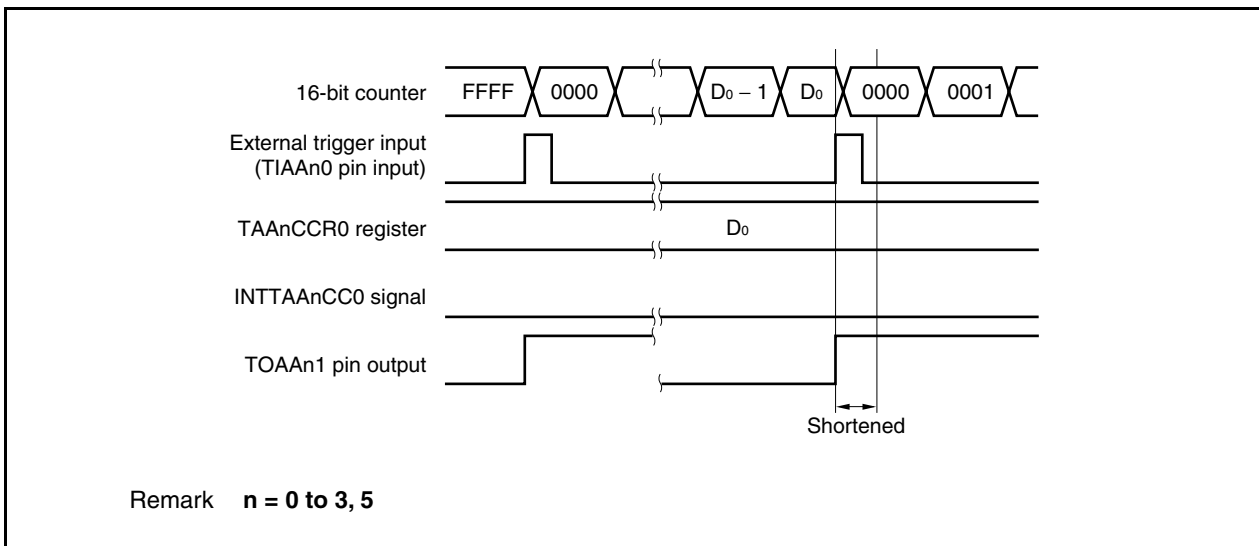 16-bit counter FFFF 0000 D0 − 1 D0 0000 0001
External trigger input
(TIAAn0 pin input)
TAAnCCR0 register D0
INTTAAnCC0 signal
TOAAn1 pin output
Shortened
Remark n = 0 to 3, 5